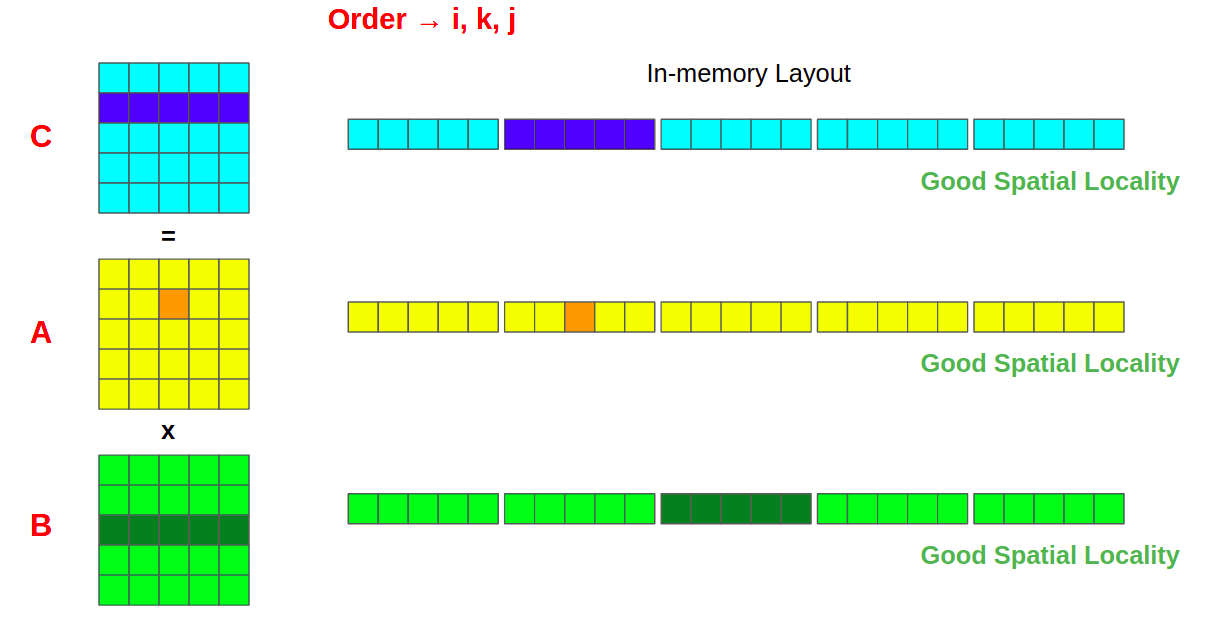 Order → i, k, j
In-memory Layout
C
Good Spatial Locality
=
A
Good Spatial Locality
x
B
Good Spatial Locality